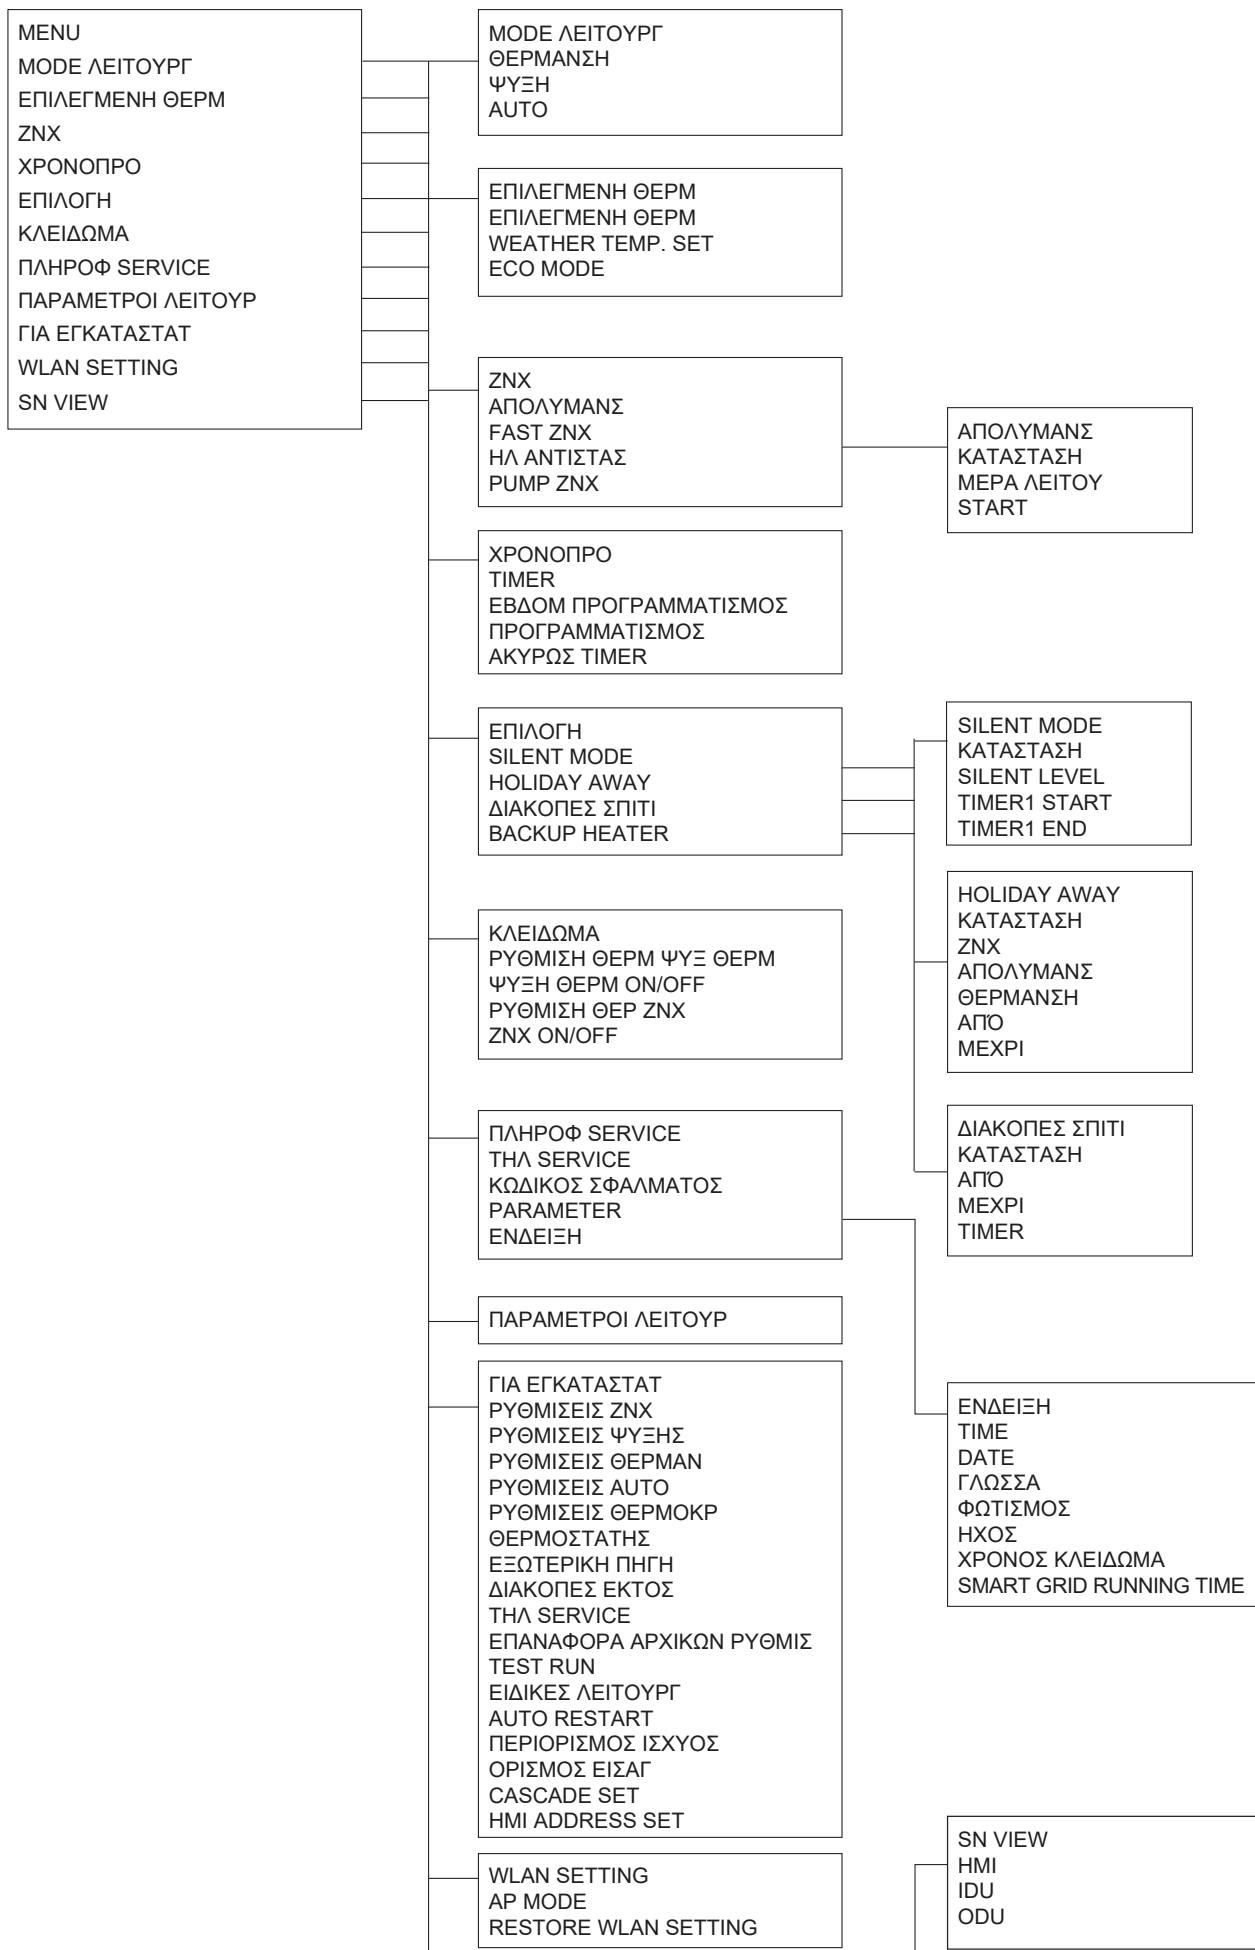 MENU
MODE ΛΕΙΤΟΥΡΓ
ΕΠΙΛΕΓΜΕΝΗ ΘΕΡΜ
ΖΝΧ
ΧΡΟΝΟΠΡΟ
ΕΠΙΛΟΓΗ
ΚΛΕΙΔΩΜΑ
ΠΛΗΡΟΦ SERVICE
ΠΑΡΑΜΕΤΡΟΙ ΛΕΙΤΟΥΡ
ΓΙΑ ΕΓΚΑΤΑΣΤΑΤ
WLAN SETTING
SN VIEW
MODE ΛΕΙΤΟΥΡΓ
ΘΕΡΜΑΝΣΗ
ΨΥΞΗ
AUTO
ΕΠΙΛΕΓΜΕΝΗ ΘΕΡΜ
ΕΠΙΛΕΓΜΕΝΗ ΘΕΡΜ
WEATHER TEMP. SET
ECO MODE
ΖΝΧ
ΑΠΟΛΥΜΑΝΣ
FAST ΖΝΧ
ΗΛ ΑΝΤΙΣΤΑΣ
PUMP ΖΝΧ
ΑΠΟΛΥΜΑΝΣ
ΚΑΤΑΣΤΑΣΗ
ΜΕΡΑ ΛΕΙΤΟΥ
START
ΧΡΟΝΟΠΡΟ
TIMER
ΕΒΔΟΜ ΠΡΟΓΡΑΜΜΑΤΙΣΜΟΣ
ΠΡΟΓΡΑΜΜΑΤΙΣΜΟΣ
ΑΚΥΡΩΣ TIMER
ΕΠΙΛΟΓΗ
SILENT MODE
HOLIDAY AWAY
ΔΙΑΚΟΠΕΣ ΣΠΙΤΙ
BACKUP HEATER
SILENT MODE
ΚΑΤΑΣΤΑΣΗ
SILENT LEVEL
TIMER1 START
TIMER1 END
HOLIDAY AWAY
ΚΑΤΑΣΤΑΣΗ
ΖΝΧ
ΑΠΟΛΥΜΑΝΣ
ΘΕΡΜΑΝΣΗ
ΑΠΌ
ΜΕΧΡΙ
ΔΙΑΚΟΠΕΣ ΣΠΙΤΙ
ΚΑΤΑΣΤΑΣΗ
ΑΠΌ
ΜΕΧΡΙ
TIMER
ΚΛΕΙΔΩΜΑ
ΡΥΘΜΙΣΗ ΘΕΡΜ ΨΥΞ ΘΕΡΜ
ΨΥΞΗ ΘΕΡΜ ON/OFF
ΡΥΘΜΙΣΗ ΘΕΡ ΖΝΧ
ΖΝΧ ON/OFF
ΠΛΗΡΟΦ SERVICE
ΤΗΛ SERVICE
ΚΩΔΙΚΟΣ ΣΦΑΛΜΑΤΟΣ
PARAMETER
ΕΝΔΕΙΞΗ
ΠΑΡΑΜΕΤΡΟΙ ΛΕΙΤΟΥΡ
ΓΙΑ ΕΓΚΑΤΑΣΤΑΤ
ΡΥΘΜΙΣΕΙΣ ΖΝΧ
ΡΥΘΜΙΣΕΙΣ ΨΥΞΗΣ
ΡΥΘΜΙΣΕΙΣ ΘΕΡΜΑΝ
ΡΥΘΜΙΣΕΙΣ AUTO
ΡΥΘΜΙΣΕΙΣ ΘΕΡΜΟΚΡ
ΘΕΡΜΟΣΤΑΤΗΣ
ΕΞΩΤΕΡΙΚΗ ΠΗΓΗ
ΔΙΑΚΟΠΕΣ ΕΚΤΟΣ
ΤΗΛ SERVICE
ΕΠΑΝΑΦΟΡΑ ΑΡΧΙΚΩΝ ΡΥΘΜΙΣ
TEST RUN
ΕΙΔΙΚΕΣ ΛΕΙΤΟΥΡΓ
AUTO RESTART
ΠΕΡΙΟΡΙΣΜΟΣ ΙΣΧΥΟΣ
ΟΡΙΣΜΟΣ ΕΙΣΑΓ
CASCADE SET
HMI ADDRESS SET
ΕΝΔΕΙΞΗ
TIME
DATE
ΓΛΩΣΣΑ
ΦΩΤΙΣΜΟΣ
ΗΧΟΣ
ΧΡΟΝΟΣ ΚΛΕΙΔΩΜΑ
SMART GRID RUNNING TIME
WLAN SETTING
AP MODE
RESTORE WLAN SETTING
SN VIEW
HMI
IDU
ODU